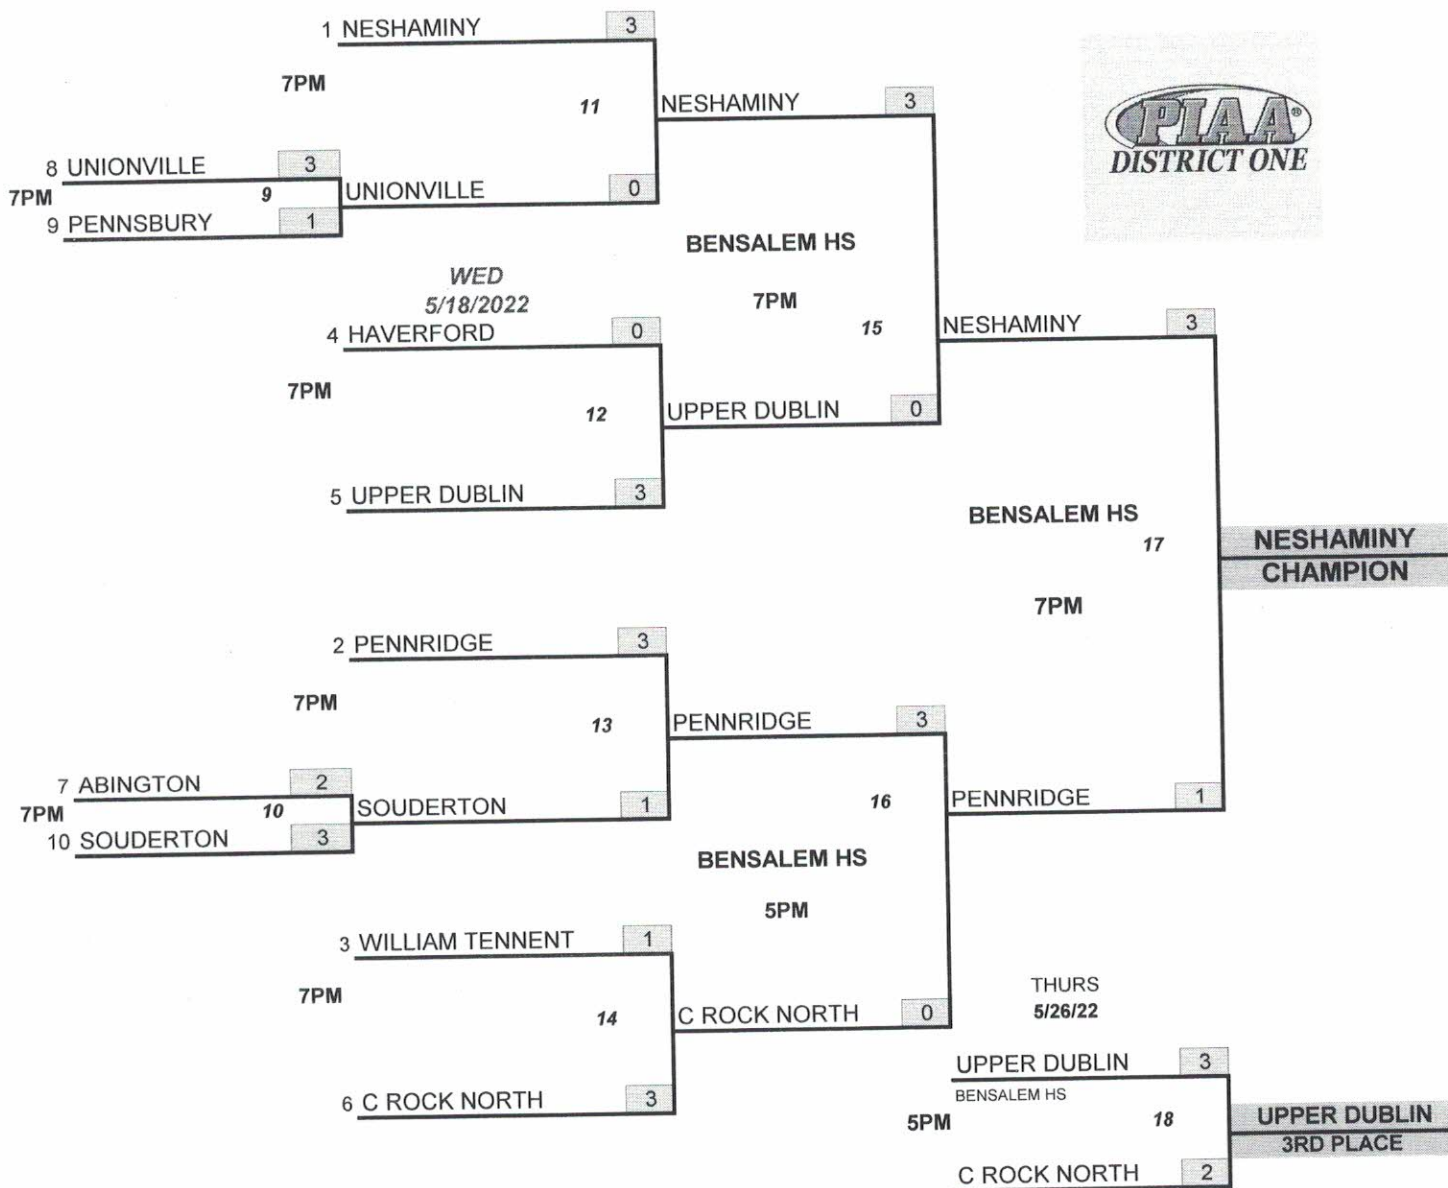 1 NESHAMINY 3
7PM
11
NESHAMINY 3
PIAA®
DISTRICT ONE
8 UNIONVILLE 3
7PM
9
UNIONVILLE 0
9 PENNSBURY 1
BENSALEM HS
7PM
WED
5/18/2022
4 HAVERFORD 0
7PM
12
15
NESHAMINY 3
UPPER DUBLIN 0
5 UPPER DUBLIN 3
BENSALEM HS
17
7PM
NESHAMINY
CHAMPION
2 PENNRIDGE 3
7PM
13
PENNRIDGE 3
7 ABINGTON 2
7PM
10
SOUDERTON 1
10 SOUDERTON 3
16
PENNRIDGE 1
BENSALEM HS
5PM
3 WILLIAM TENNENT 1
7PM
14
C ROCK NORTH 0
6 C ROCK NORTH 3
THURS
5/26/22
UPPER DUBLIN 3
BENSALEM HS
5PM
18
UPPER DUBLIN
3RD PLACE
C ROCK NORTH 2